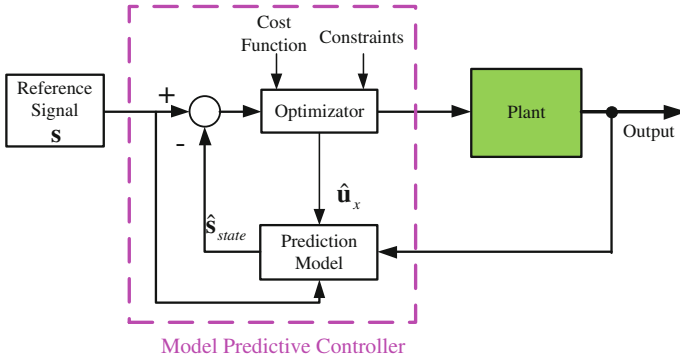 Cost
Function
Constraints
Reference
Signal
s
+
-
Optimizator
Plant
Output
û_x
ŝ_state
Prediction
Model
Model Predictive Controller